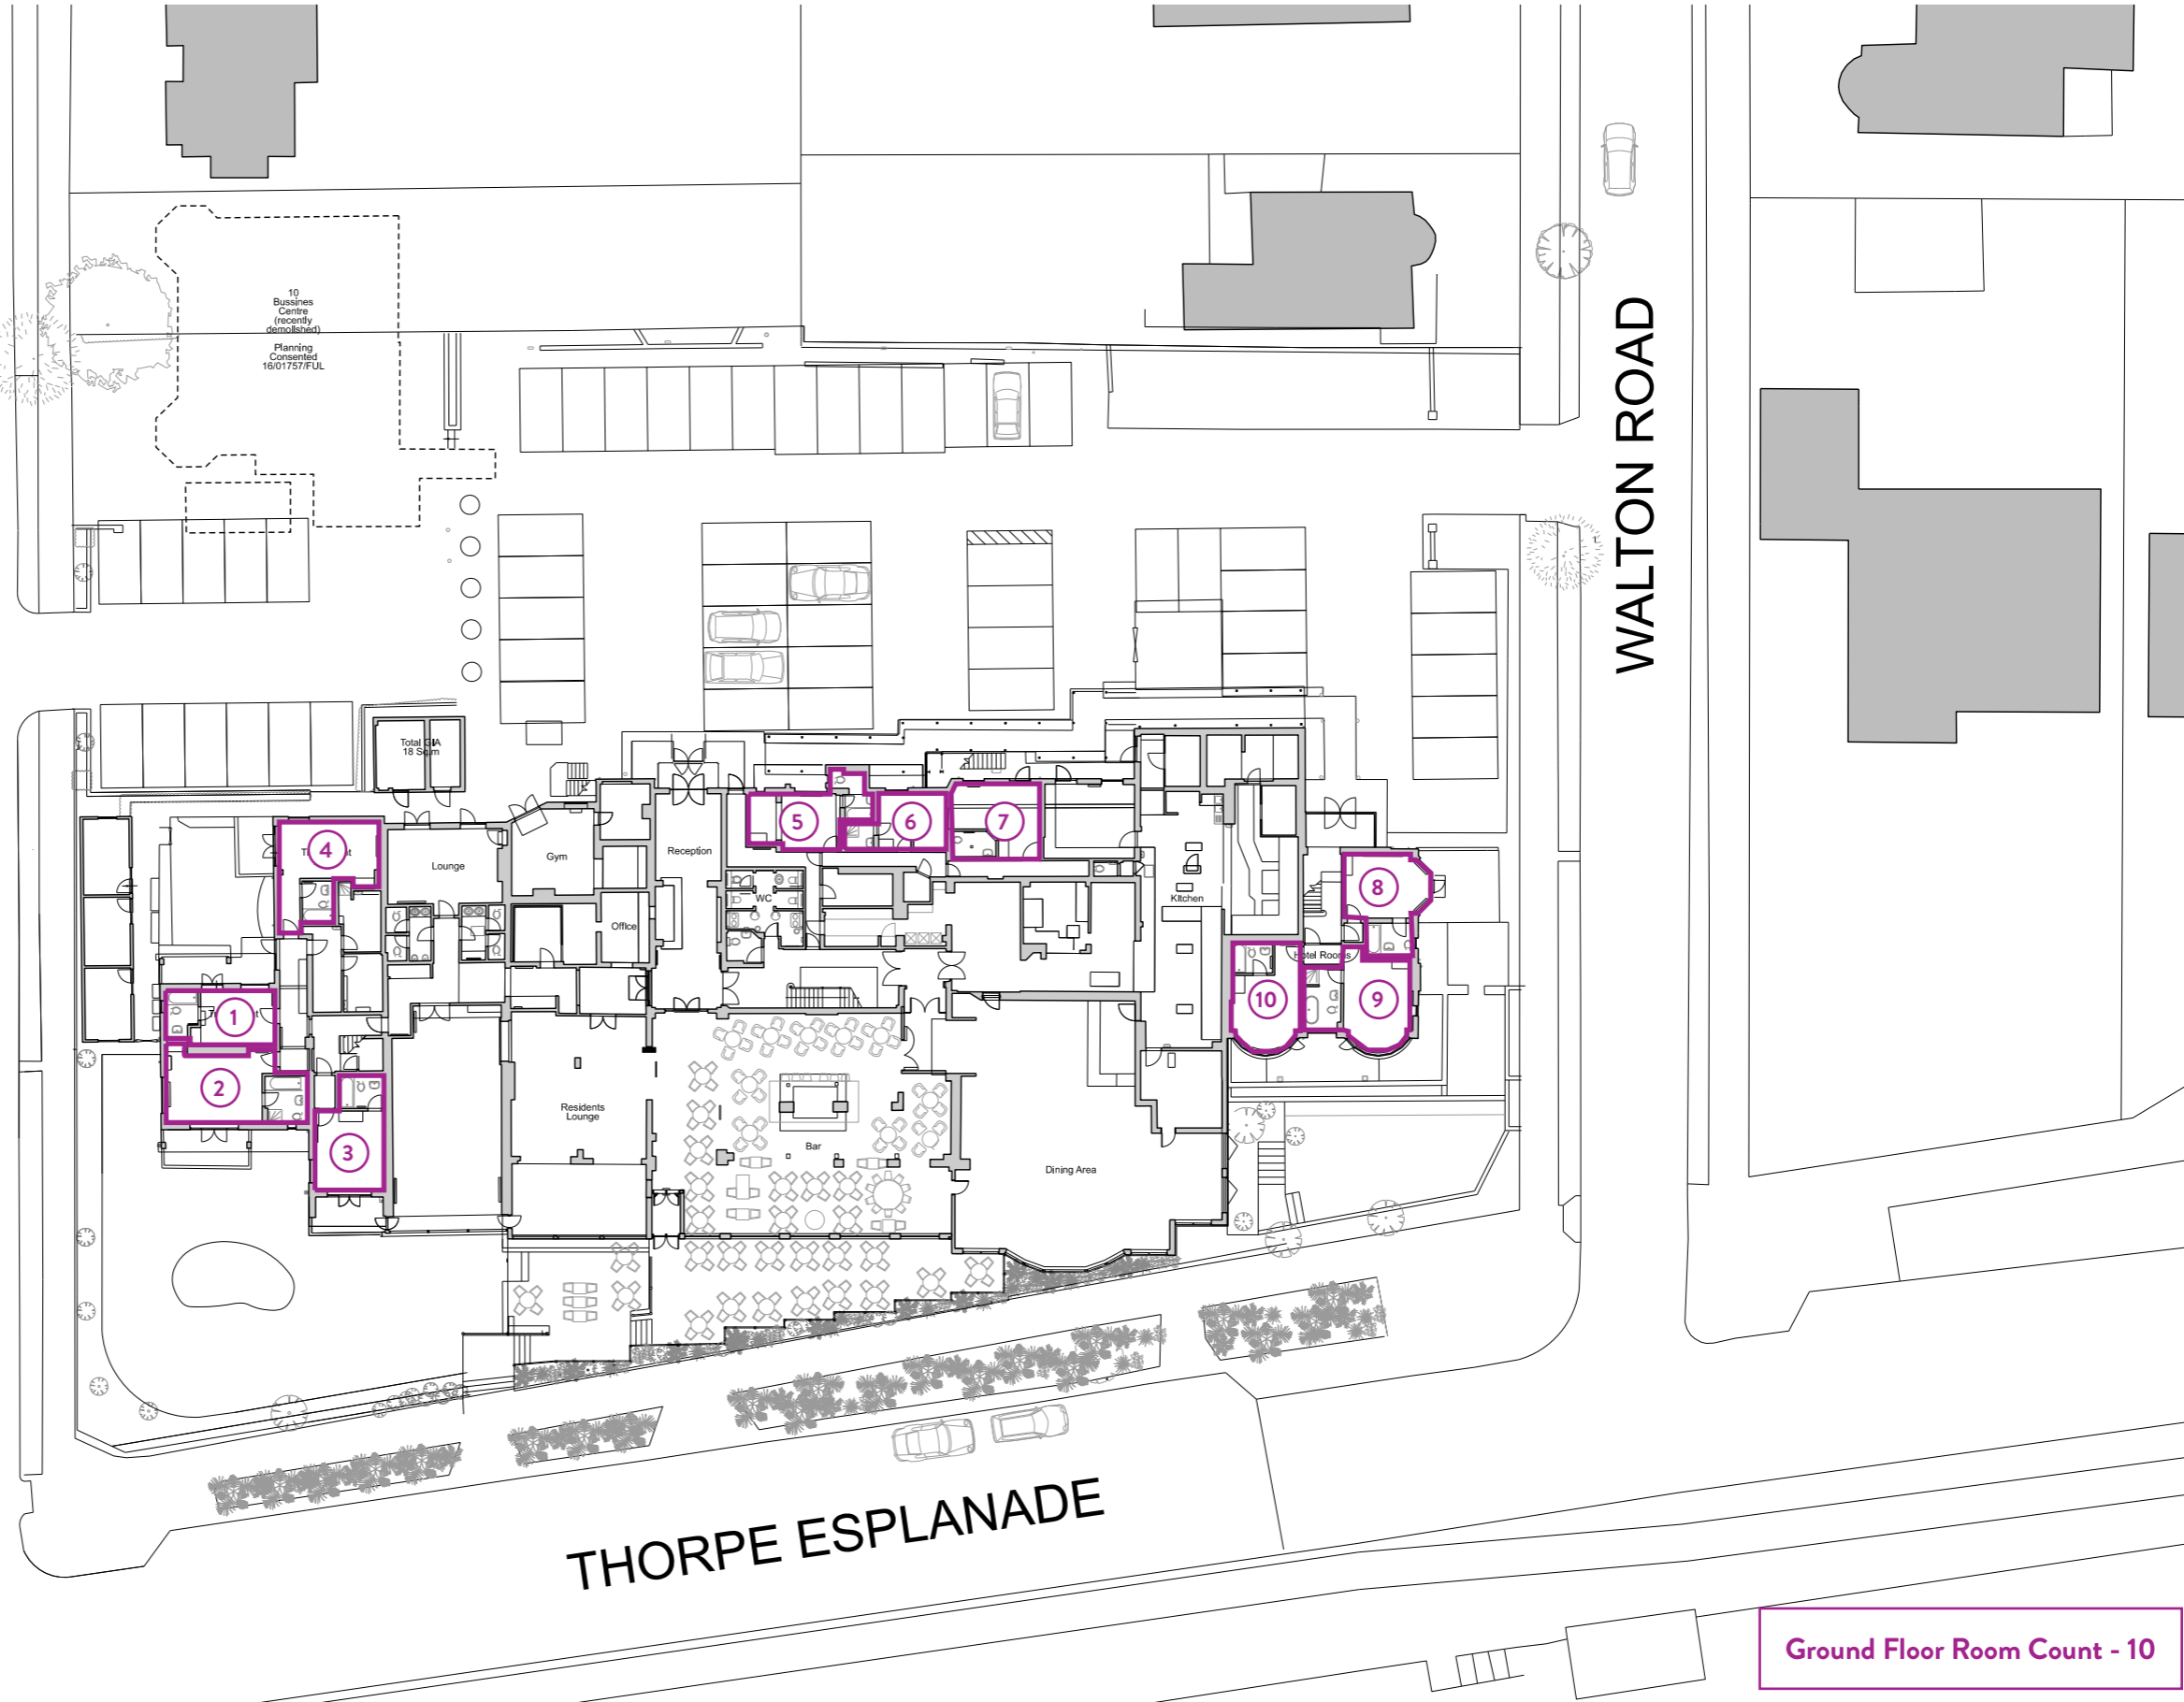 10
Bussines
Centre
(recently
demolished)
Planning
Consented
16/01757/FUL
WALTON ROAD
Total GIA
18 Sq.m
4
Lounge
Gym
Reception
5
6
7
8
Office
WC
Kitchen
Hotel Rooms
1
10
9
2
3
Residents
Lounge
Bar
Dining Area
THORPE ESPLANADE
Ground Floor Room Count - 10